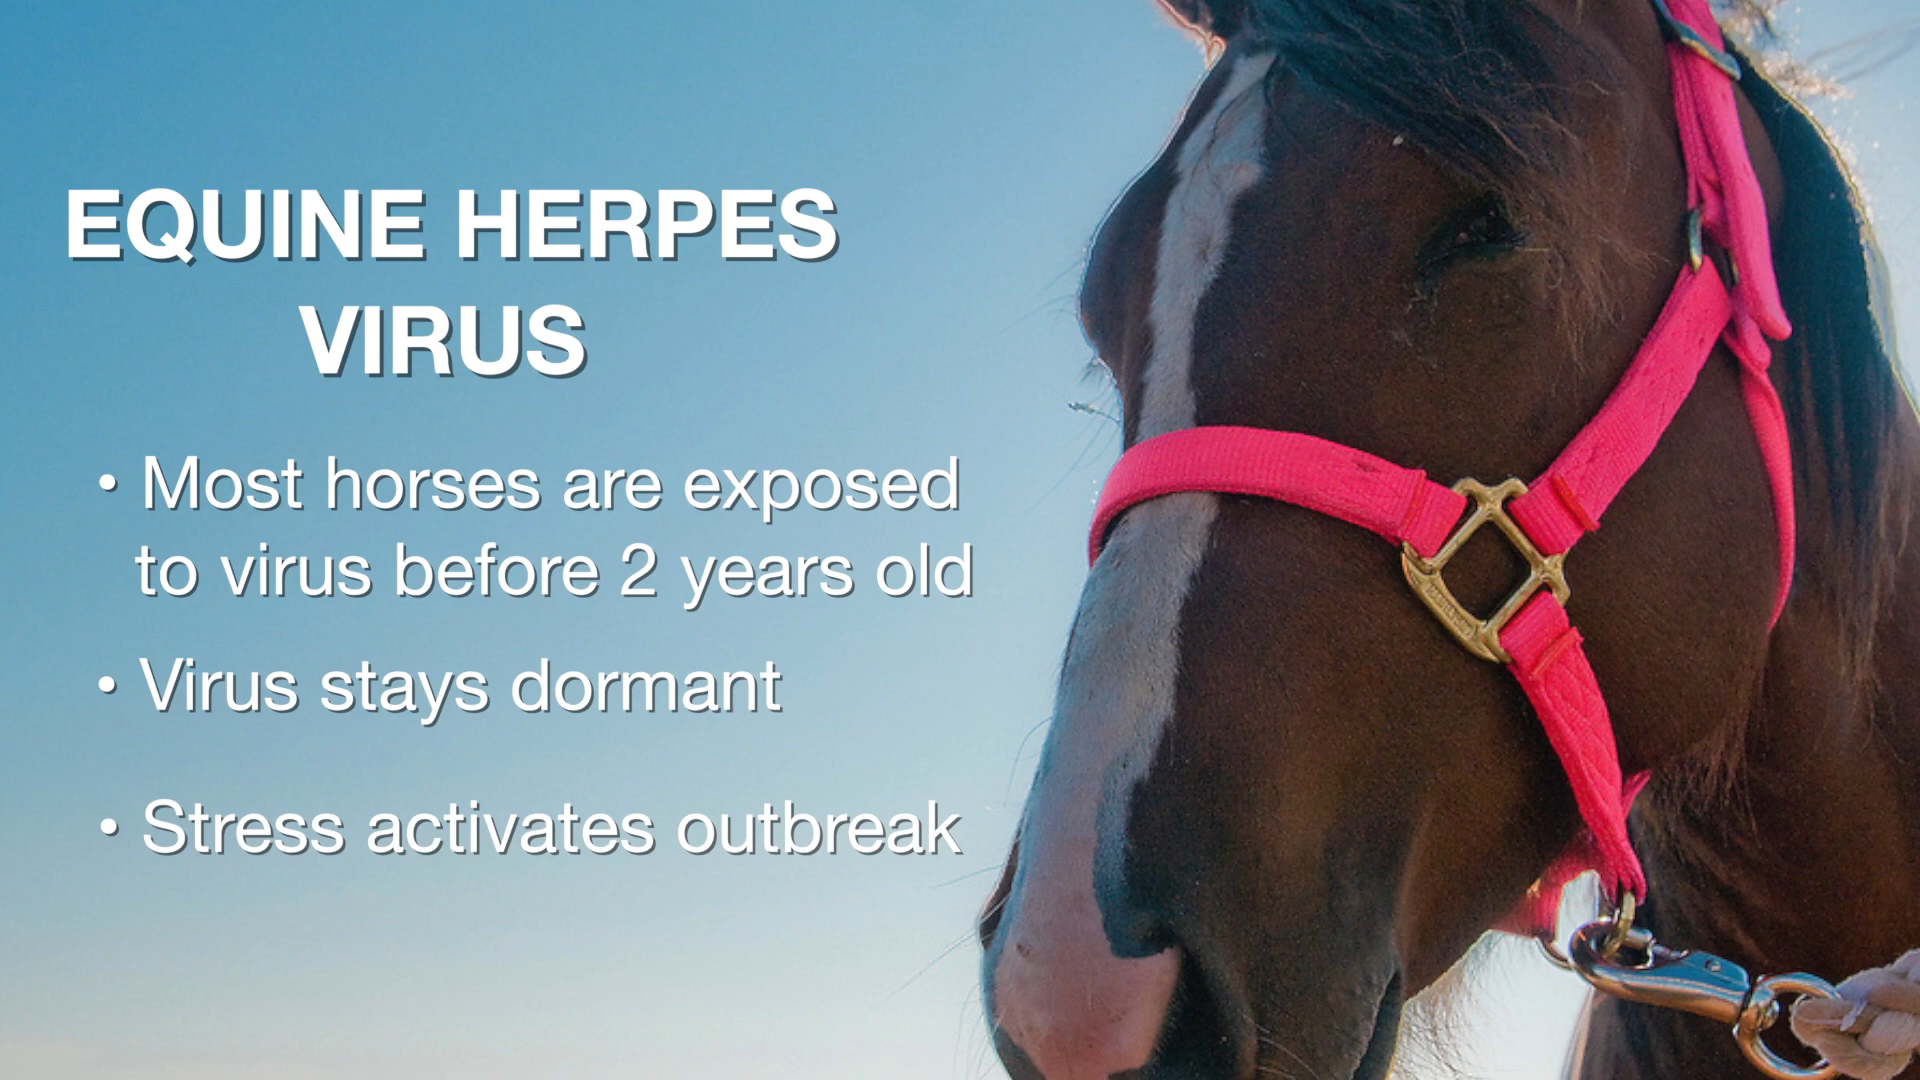 EQUINE HERPES
VIRUS
• Most horses are exposed
to virus before 2 years old
• Virus stays dormant
• Stress activates outbreak